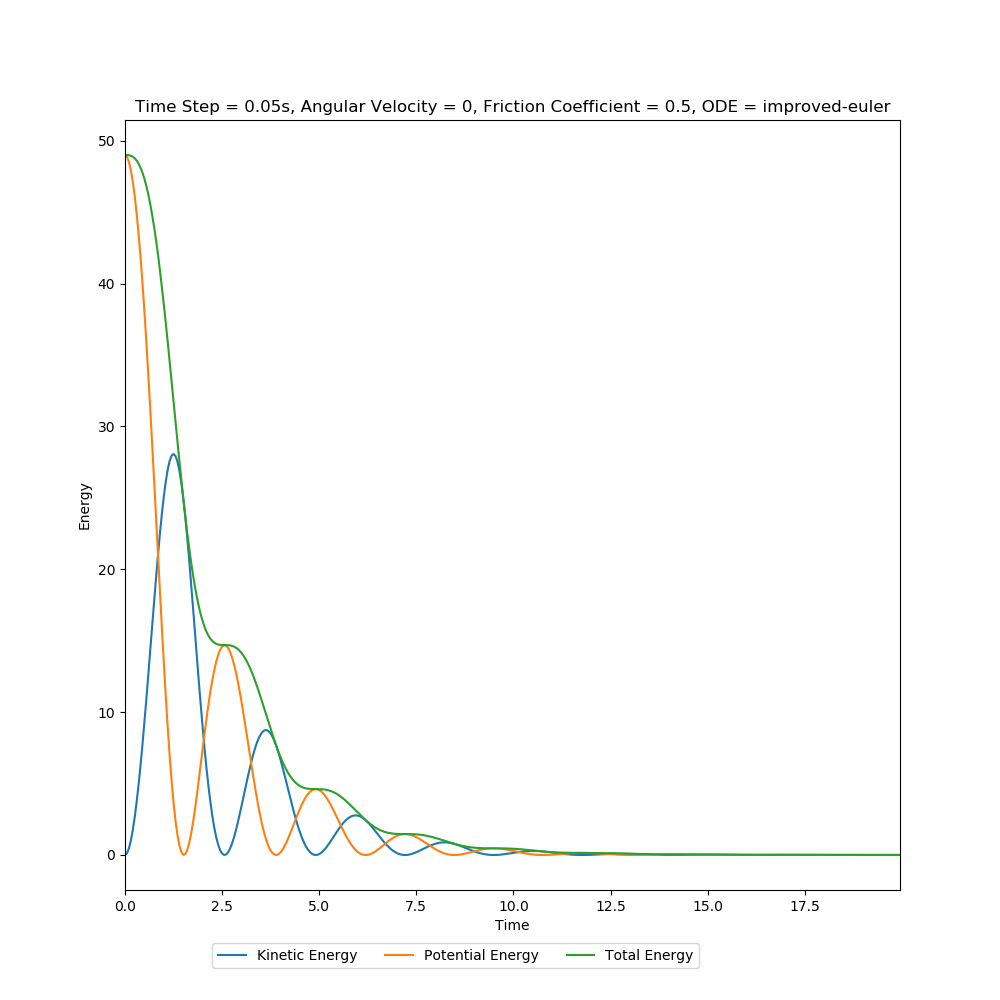 Time Step = 0.05s, Angular Velocity = 0, Friction Coefficient = 0.5, ODE = improved-euler
50
40
30
20
10
0
Energy
0.0 2.5 5.0 7.5 10.0 12.5 15.0 17.5
Time
Kinetic Energy Potential Energy Total Energy